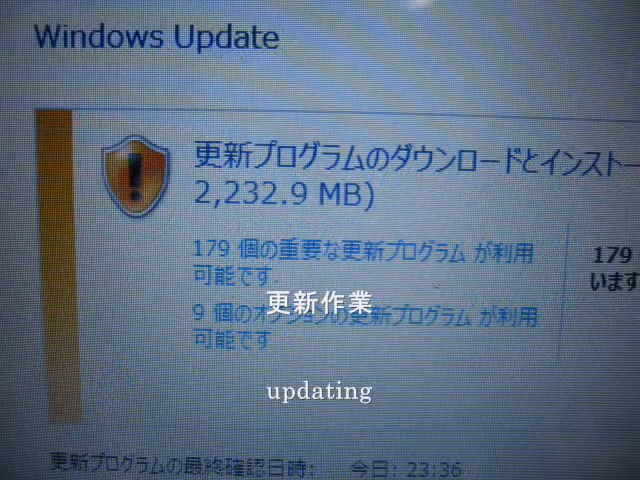 Windows Update
更新プログラムのダウンロードとインストー
2,232.9 MB)
179 個の重要な更新プログラム が利用
可能です
179
います
更新作業
9 個のオプションの更新プログラム が利用
可能です
updating
更新プログラムの最終確認日時: 今日: 23:36